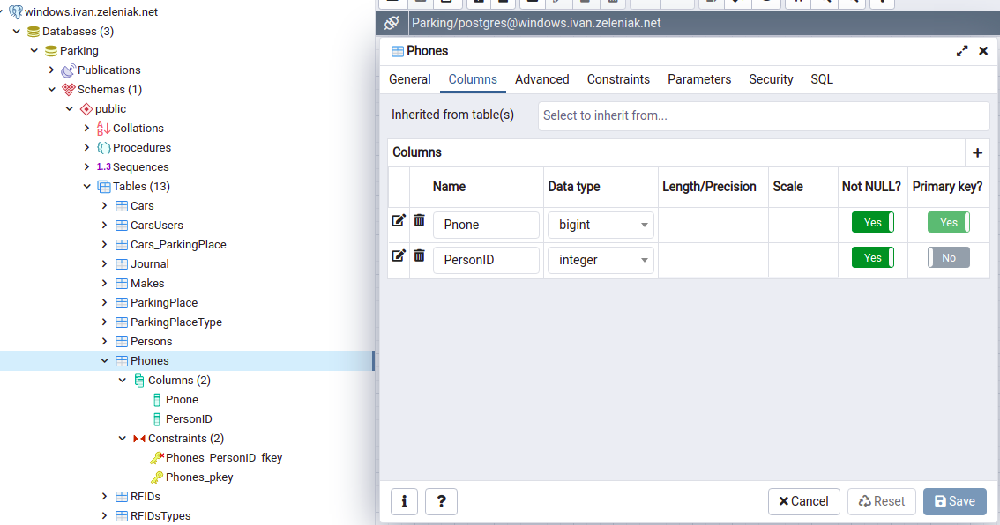 windows.ivan.zeleniak.net
Databases (3)
Parking
Publications
Schemas (1)
public
Collations
Procedures
1..3 Sequences
Tables (13)
Cars
CarsUsers
Cars_ParkingPlace
Journal
Makes
ParkingPlace
ParkingPlaceType
Persons
Phones
Columns (2)
Pnone
PersonID
Constraints (2)
Phones_PersonID_fkey
Phones_pkey
RFIDs
RFIDsTypes
Parking/postgres@windows.ivan.zeleniak.net
Phones
General Columns Advanced Constraints Parameters Security SQL
Inherited from table(s) Select to inherit from...
Columns
Name Data type Length/Precision Scale Not NULL? Primary key?
Pnone bigint Yes Yes
PersonID integer Yes No
i ? Cancel Reset Save